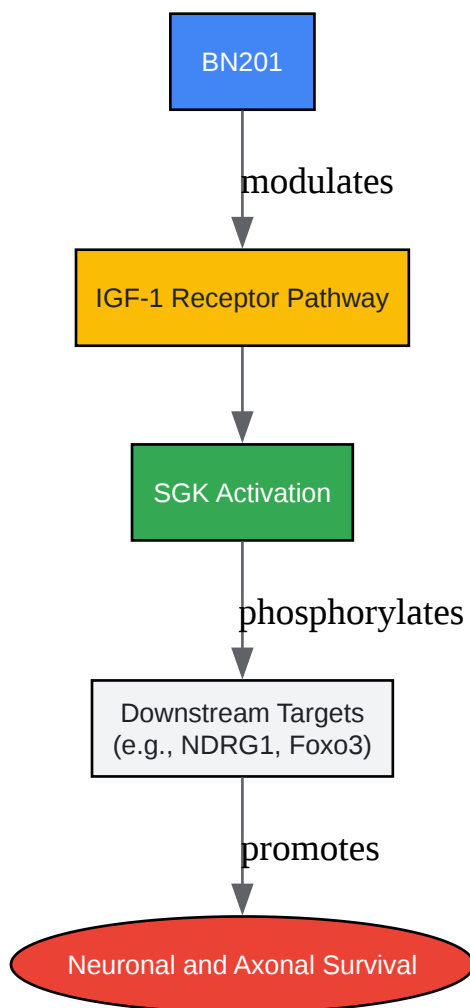 BN201
modulates
IGF-1 Receptor Pathway
SGK Activation
phosphorylates
Downstream Targets
(e.g., NDRG1, Foxo3)
promotes
Neuronal and Axonal Survival